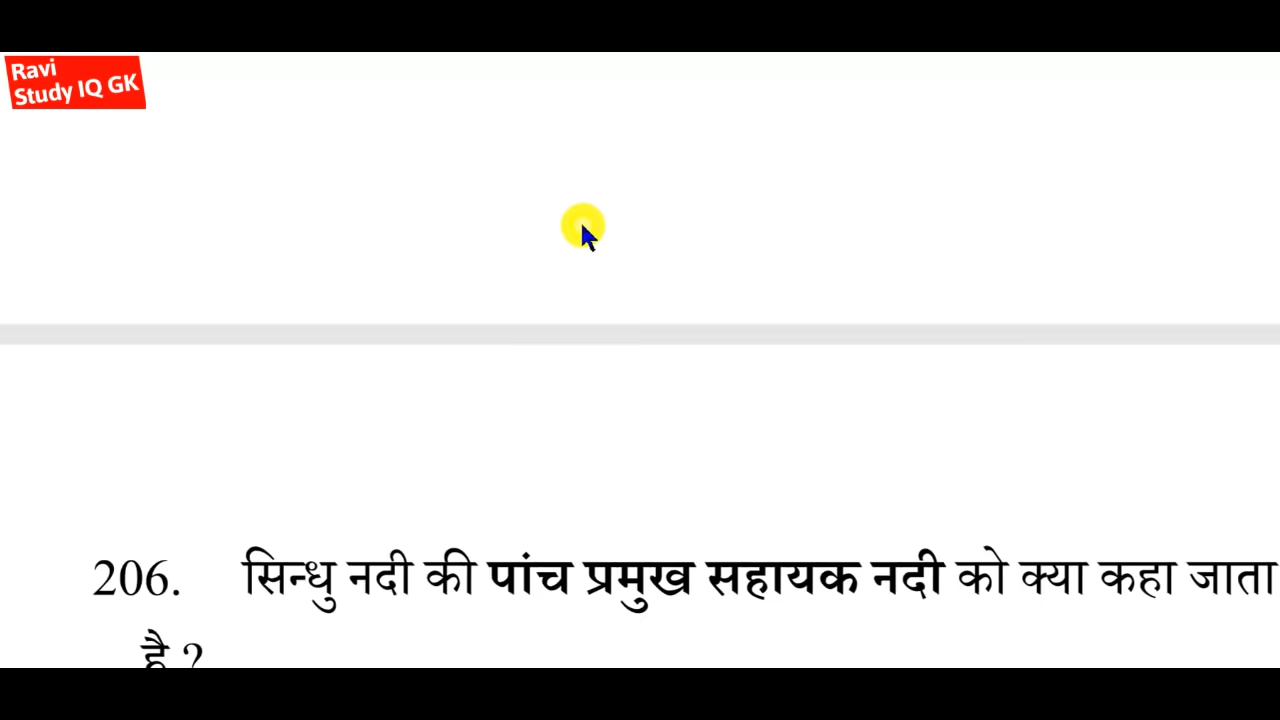 Ravi
Study IQ GK
206. सिन्धु नदी की पांच प्रमुख सहायक नदी को क्या कहा जाता
है ?